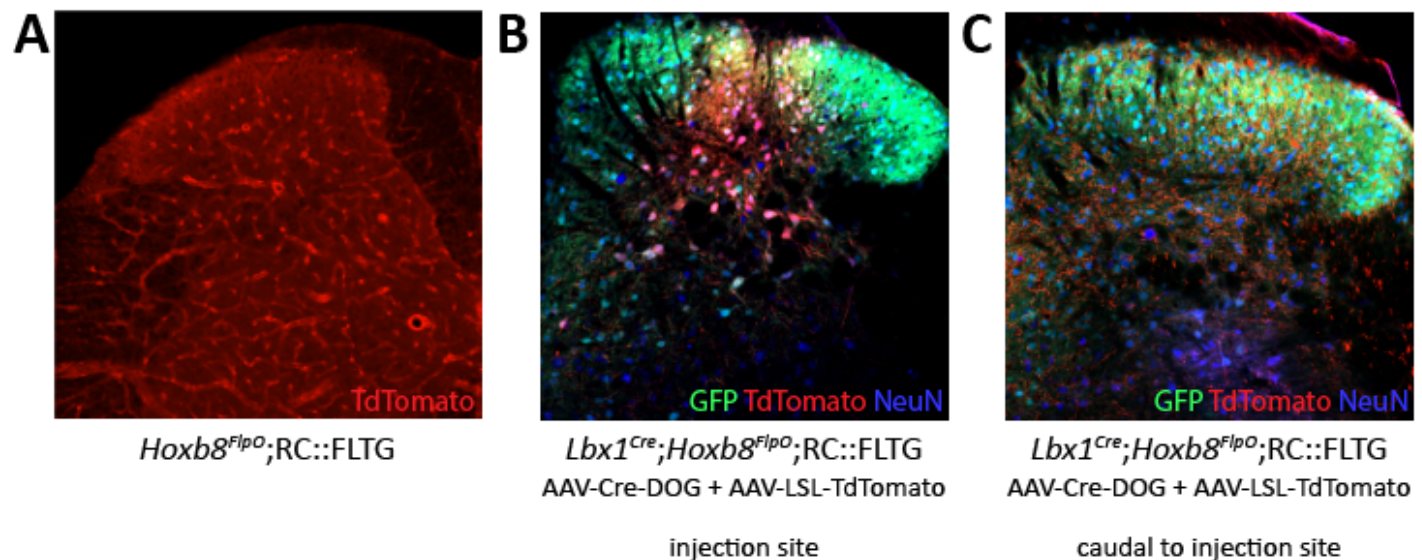 A
B
C
TdTomato
GFP TdTomato NeuN
GFP TdTomato NeuN
Hoxb8FlpO;RC::FLTG
Lbx1Cre;Hoxb8FlpO;RC::FLTG
AAV-Cre-DOG + AAV-LSL-TdTomato
injection site
Lbx1Cre;Hoxb8FlpO;RC::FLTG
AAV-Cre-DOG + AAV-LSL-TdTomato
caudal to injection site